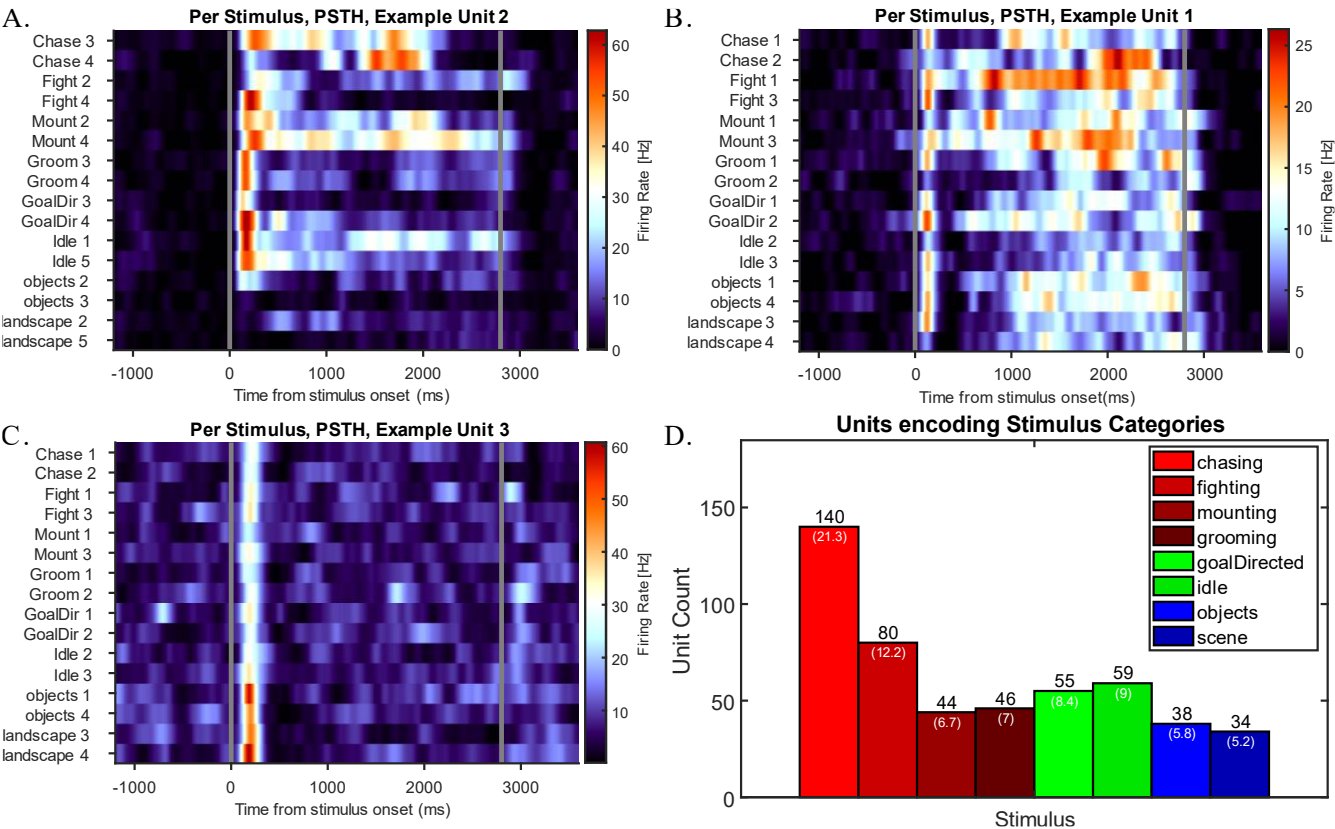 A.
Per Stimulus, PSTH, Example Unit 2
Chase 3
Chase 4
Fight 2
Fight 4
Mount 2
Mount 4
Groom 3
Groom 4
GoalDir 3
GoalDir 4
Idle 1
Idle 5
objects 2
objects 3
landscape 2
landscape 5
-1000 0 1000 2000 3000
Time from stimulus onset (ms)
60
50
40
30
20
10
0
Firing Rate [Hz]
B.
Per Stimulus, PSTH, Example Unit 1
Chase 1
Chase 2
Fight 1
Fight 3
Mount 1
Mount 3
Groom 1
Groom 2
GoalDir 1
GoalDir 2
Idle 2
Idle 3
objects 1
objects 4
landscape 3
landscape 4
-1000 0 1000 2000 3000
Time from stimulus onset(ms)
25
20
15
10
5
0
Firing Rate [Hz]
C.
Per Stimulus, PSTH, Example Unit 3
Chase 1
Chase 2
Fight 1
Fight 3
Mount 1
Mount 3
Groom 1
Groom 2
GoalDir 1
GoalDir 2
Idle 2
Idle 3
objects 1
objects 4
landscape 3
landscape 4
-1000 0 1000 2000 3000
Time from stimulus onset (ms)
60
50
40
30
20
10
Firing Rate [Hz]
D.
Units encoding Stimulus Categories
Unit Count
150
100
50
0
140
(21.3)
80
(12.2)
44
(6.7)
46
(7)
55
(8.4)
59
(9)
38
(5.8)
34
(5.2)
chasing
fighting
mounting
grooming
goalDirected
idle
objects
scene
Stimulus